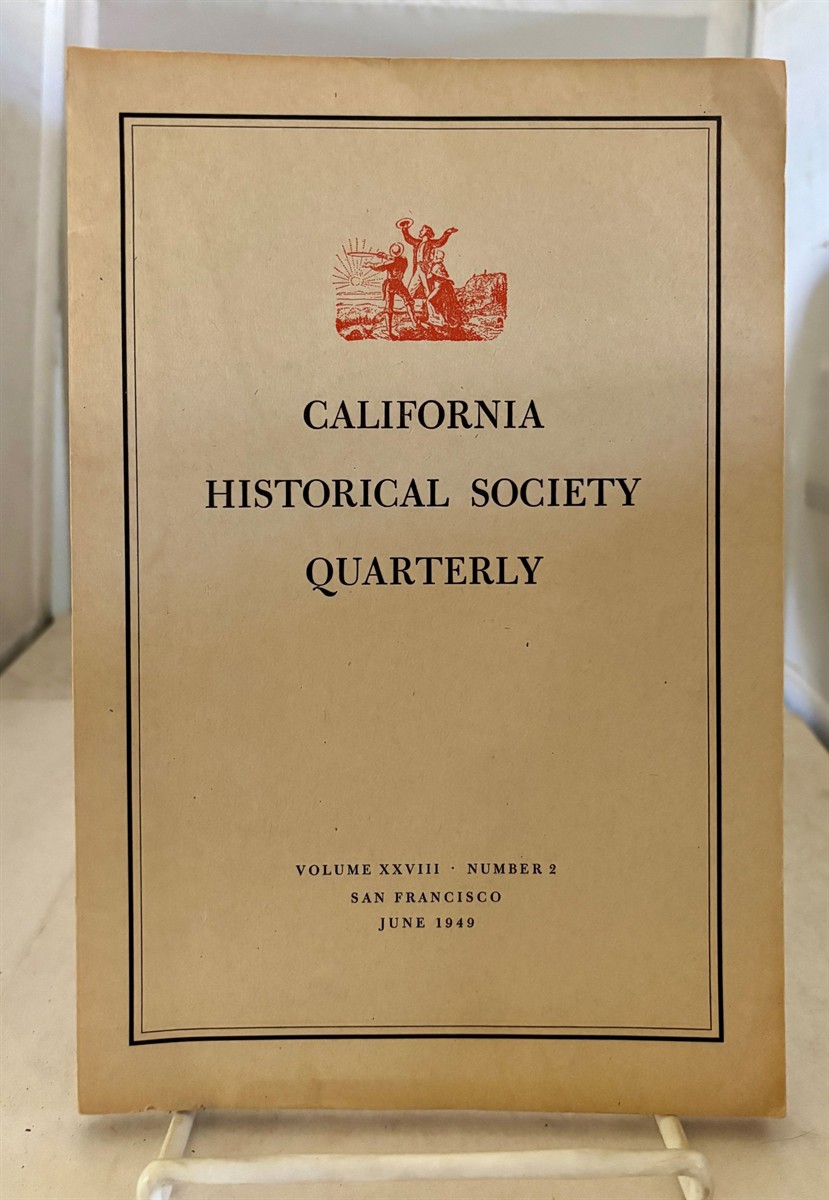 CALIFORNIA
HISTORICAL SOCIETY
QUARTERLY
VOLUME XXVIII · NUMBER 2
SAN FRANCISCO
JUNE 1949